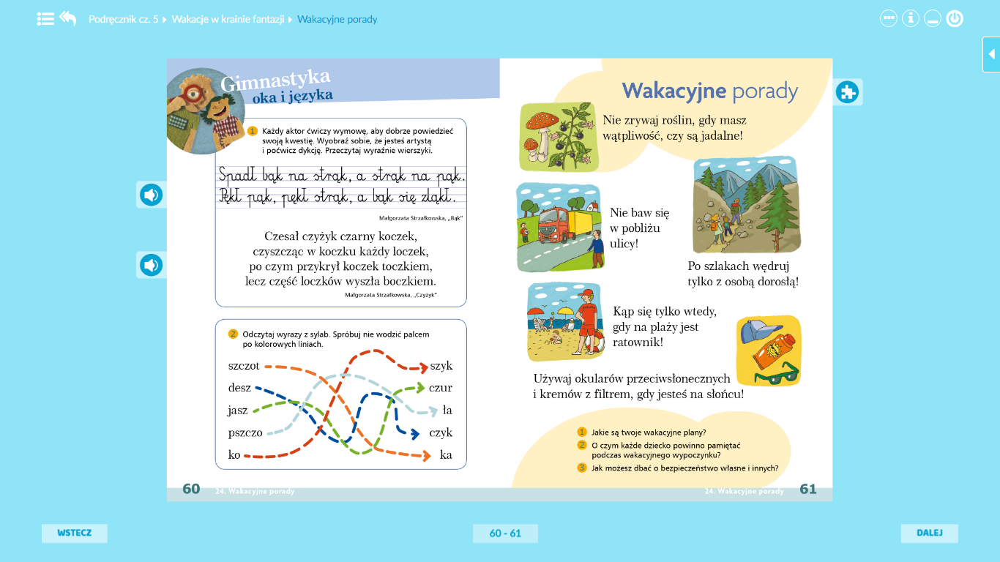 Podręcznik cz. 5 Wakacje w krainie fantazji Wakacyjne porady
Gimnastyka
oka i języka
1 Każdy aktor ćwiczy wymowę, aby dobrze powiedzieć
swoją kwestię. Wyobraź sobie, że jesteś artystą
i poćwicz dykcję. Przeczytaj wyraźnie wierszyki.
Spadł bąk na strąk, a strąk na pąk.
Pękł pąk, pękł strąk, a bąk się zląkł.
Małgorzata Strzałkowska, „Bąk”
Czesał czyżyk czarny koczek,
czyszcząc w koczku każdy loczek,
po czym przykrył koczek toczkiem,
lecz część loczków wyszła boczkiem.
Małgorzata Strzałkowska, „Czyżyk”
2 Odczytaj wyrazy z sylab. Spróbuj nie wodzić palcem
po kolorowych liniach.
szczot szyk
desz czur
jasz ła
pszczo czyk
ko ka
60 24. Wakacyjne porady
Wakacyjne porady
Nie zrywaj roślin, gdy masz
wątpliwość, czy są jadalne!
Nie baw się
w pobliżu
ulicy!
Po szlakach wędruj
tylko z osobą dorosłą!
Kąp się tylko wtedy,
gdy na plaży jest
ratownik!
Używaj okularów przeciwsłonecznych
i kremów z filtrem, gdy jesteś na słońcu!
1 Jakie są twoje wakacyjne plany?
2 O czym każde dziecko powinno pamiętać
podczas wakacyjnego wypoczynku?
3 Jak możesz dbać o bezpieczeństwo własne i innych?
24. Wakacyjne porady 61
WSTECZ
60 - 61
DALEJ